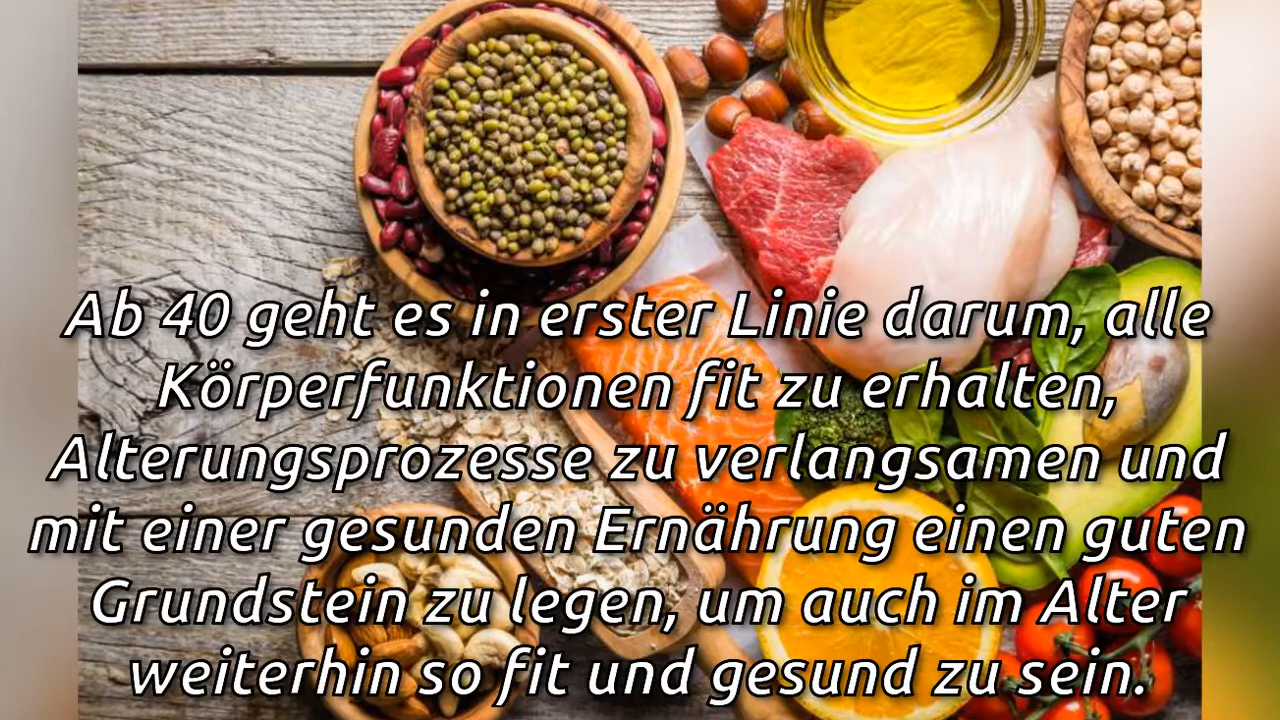 Ab 40 geht es in erster Linie darum, alle
Körperfunktionen fit zu erhalten,
Alterungsprozesse zu verlangsamen und
mit einer gesunden Ernährung einen guten
Grundstein zu legen, um auch im Alter
weiterhin so fit und gesund zu sein.